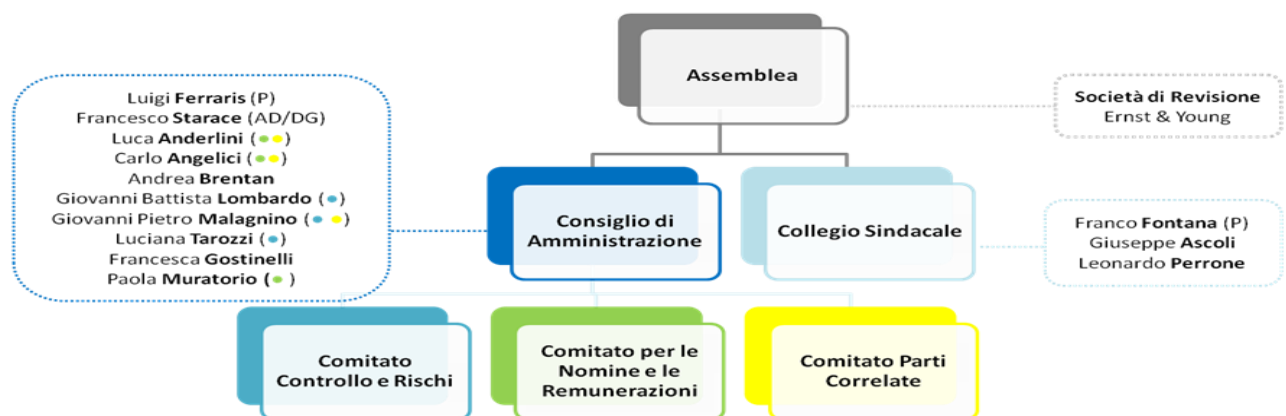 Assemblea
Società di Revisione
Ernst & Young
Luigi Ferraris (P)
Francesco Starace (AD/DG)
Luca Anderlini (●●)
Carlo Angelici (●●)
Andrea Brentan
Giovanni Battista Lombardo (●)
Giovanni Pietro Malagnino (● ●)
Luciana Tarozzi (●)
Francesca Gostinelli
Paola Muratorio (● )
Consiglio di
Amministrazione
Collegio Sindacale
Franco Fontana (P)
Giuseppe Ascoli
Leonardo Perrone
Comitato
Controllo e Rischi
Comitato per le
Nomine e le
Remunerazioni
Comitato Parti
Correlate